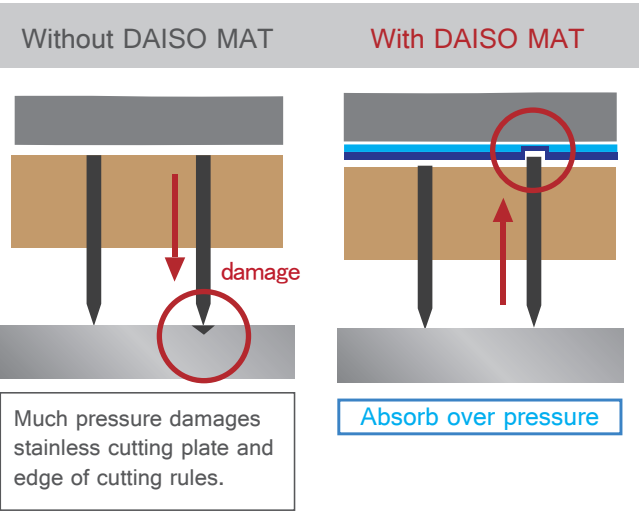 Without DAISO MAT
With DAISO MAT
damage
Much pressure damages
stainless cutting plate and
edge of cutting rules.
Absorb over pressure